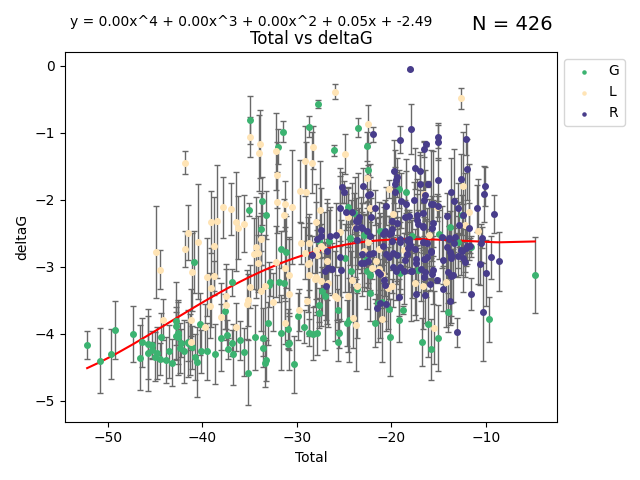 y = 0.00x^4 + 0.00x^3 + 0.00x^2 + 0.05x + -2.49
N = 426
Total vs deltaG
G
L
R
deltaG
0
−1
−2
−3
−4
−5
−50
−40
−30
−20
−10
Total